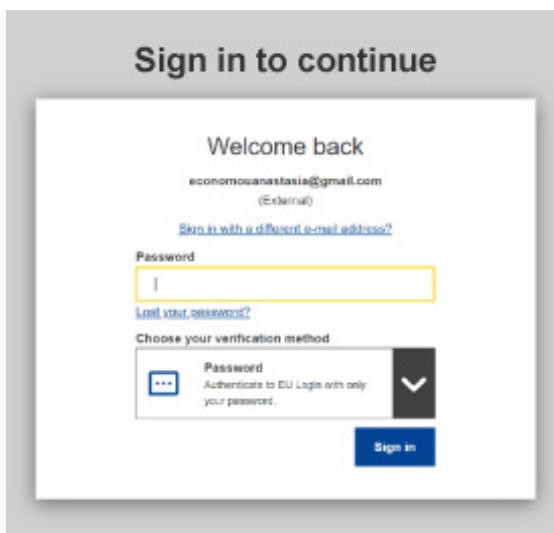 Sign in to continue
Welcome back
economouanastasia@gmail.com
(External)
Sign in with a different e-mail address?
Password
Lost your password?
Choose your verification method
Password
Authenticate to EU Login with only
your password.
Sign in